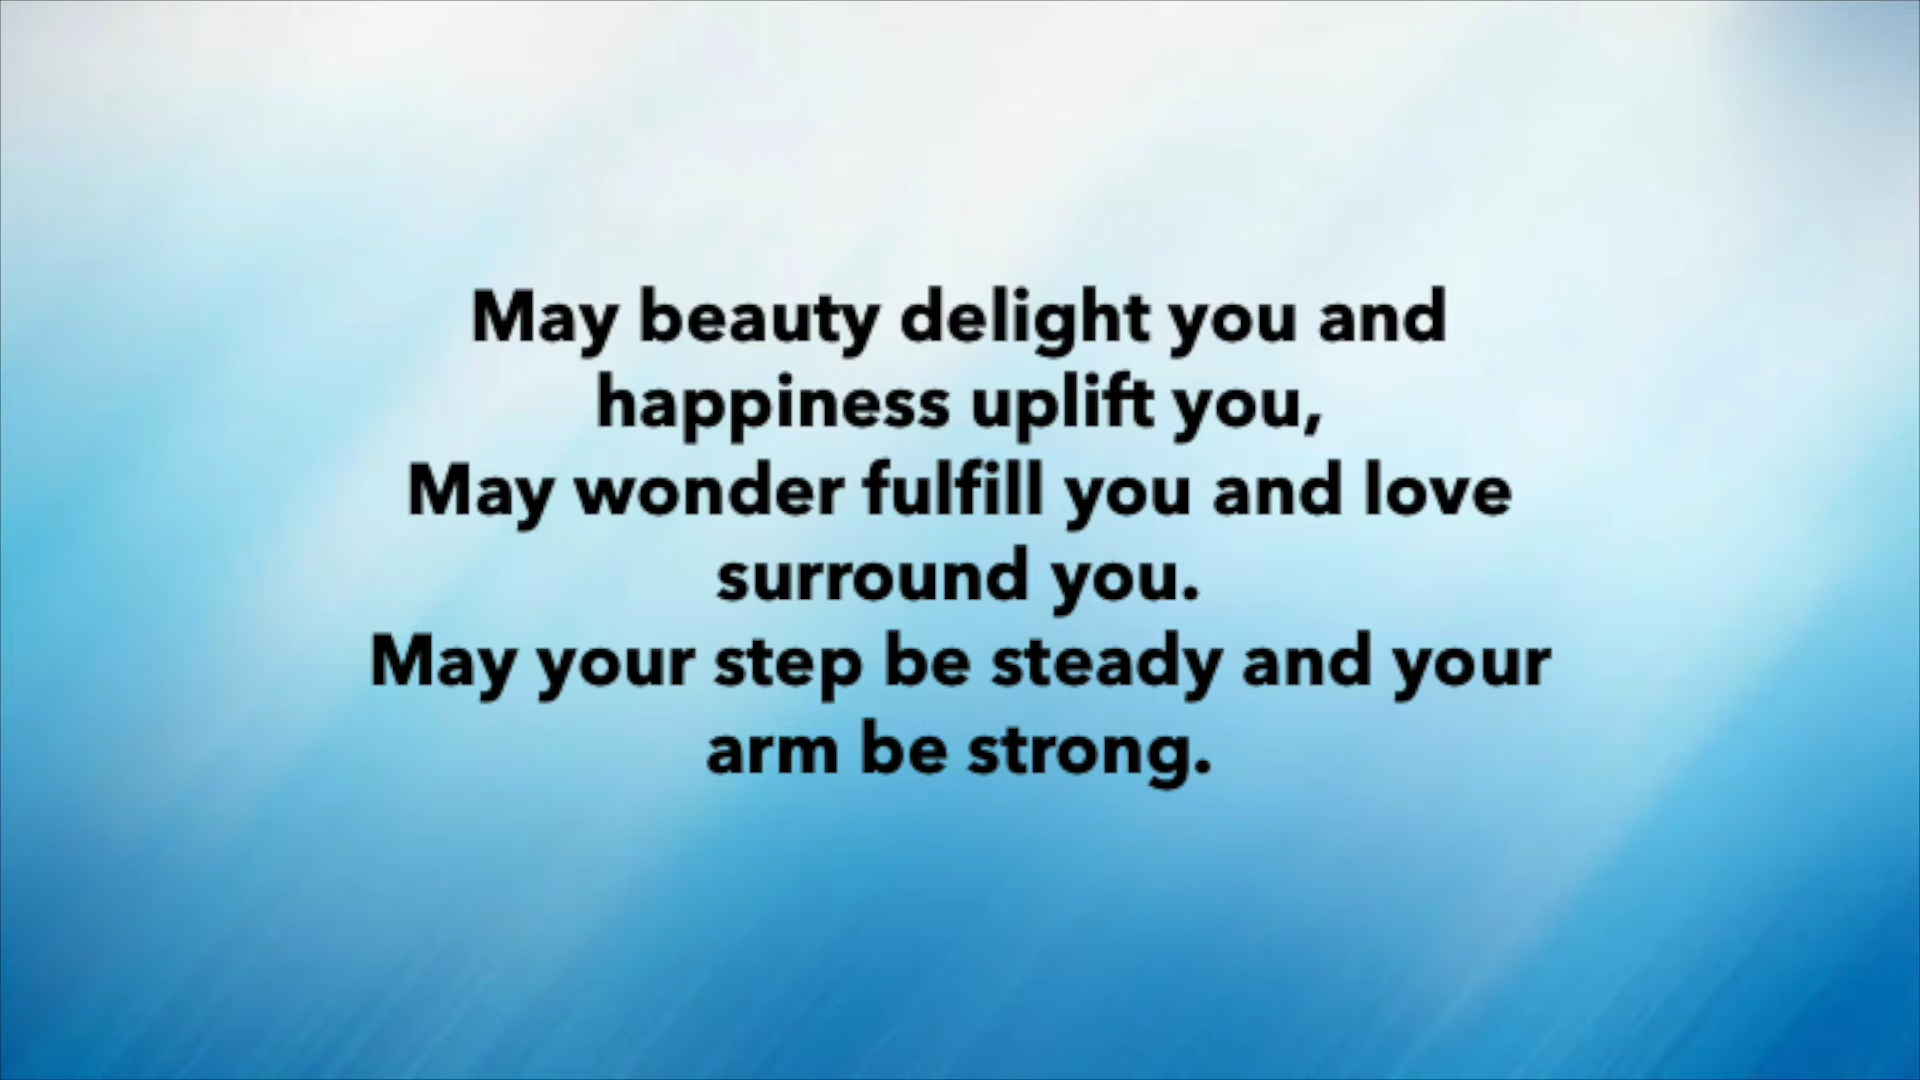 May beauty delight you and
happiness uplift you,
May wonder fulfill you and love
surround you.
May your step be steady and your
arm be strong.